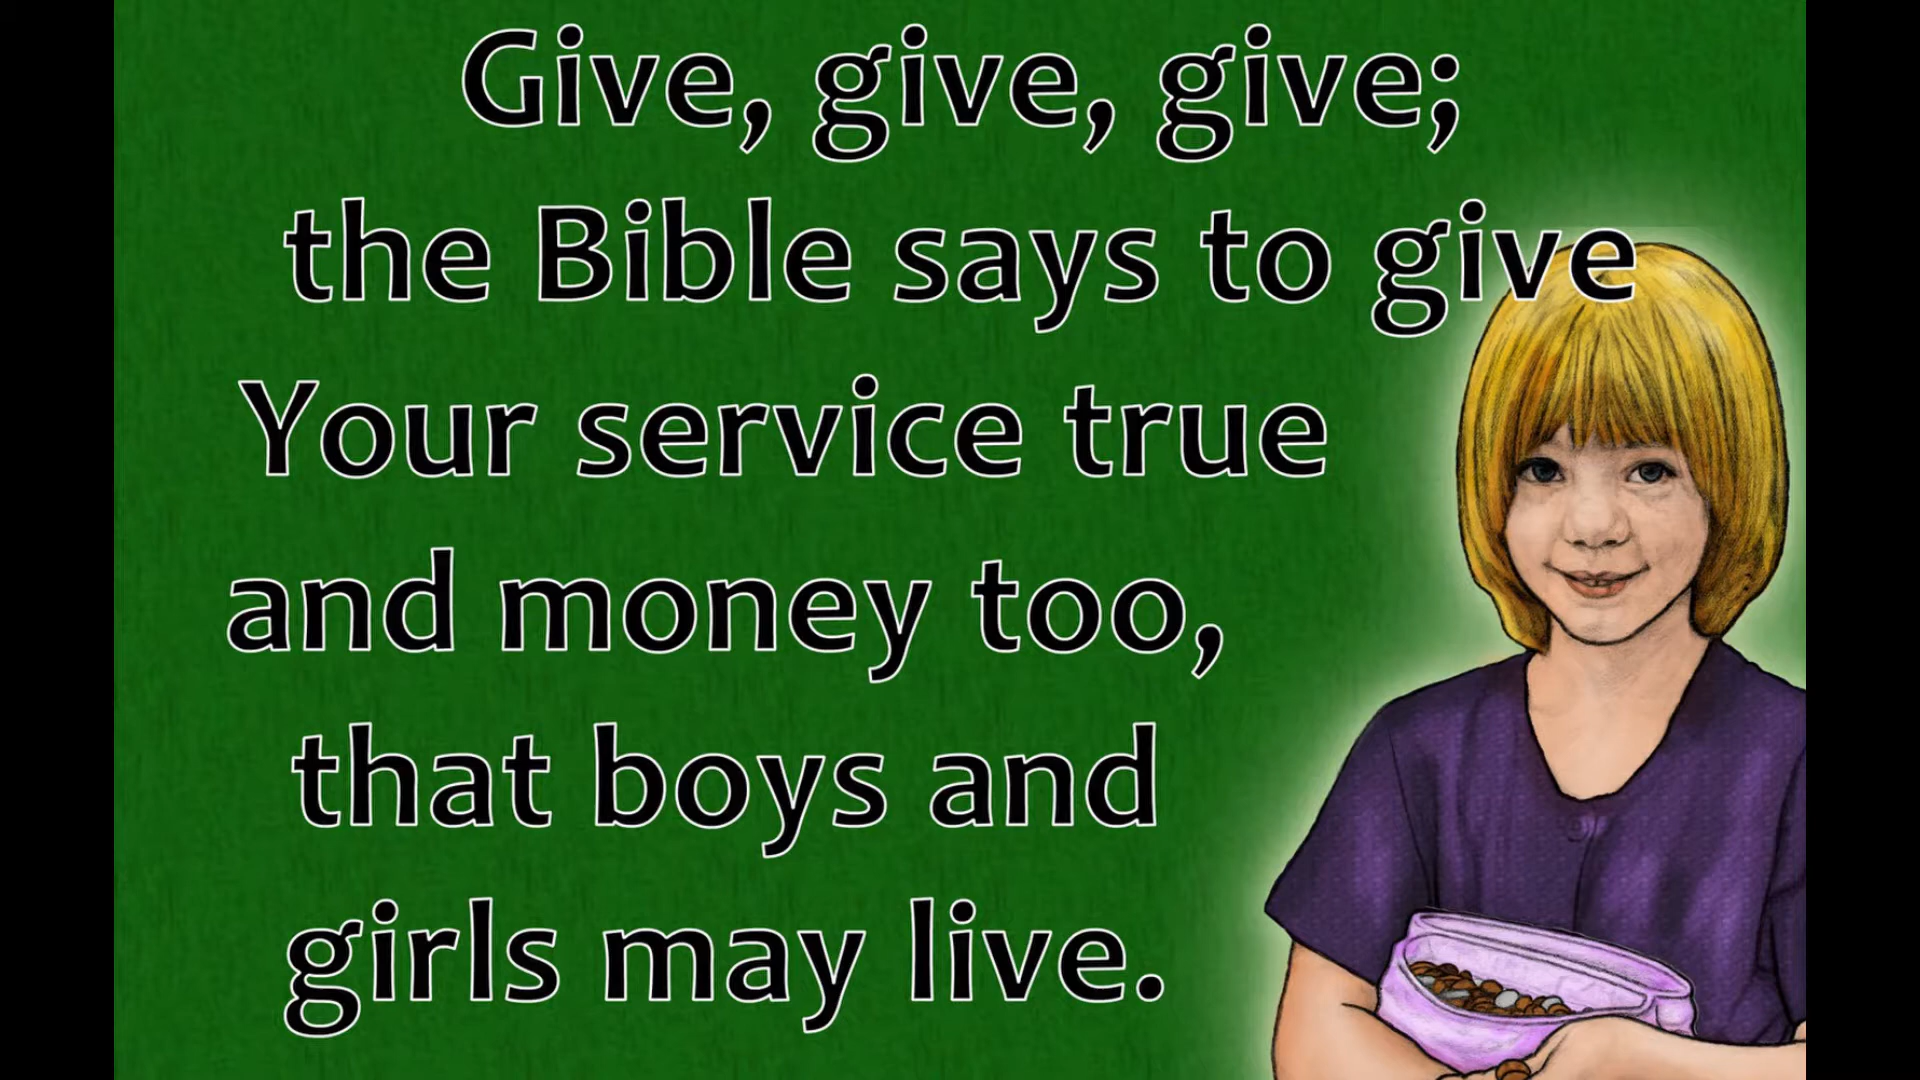 Give, give, give;
the Bible says to give
Your service true
and money too,
that boys and
girls may live.